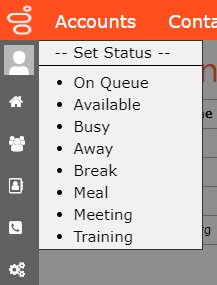 Accounts Conta
-- Set Status --
On Queue
Available
Busy
Away
Break
Meal
Meeting
Training